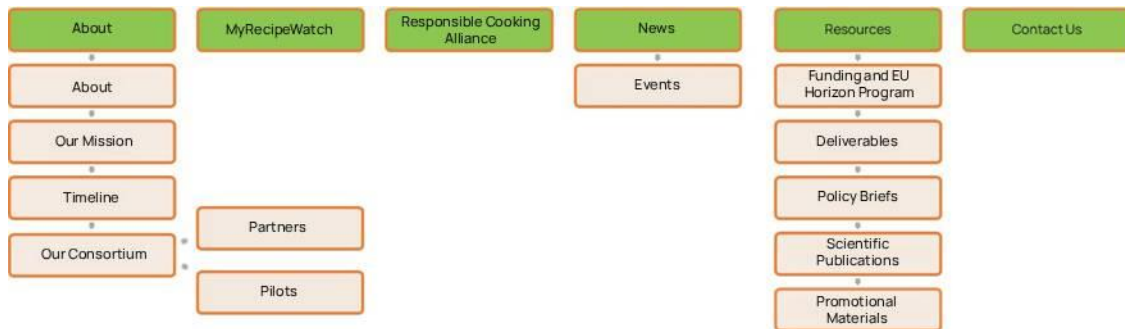 About
MyRecipeWatch
Responsible Cooking
Alliance
News
Resources
Contact Us
About
Events
Funding and EU
Horizon Program
Our Mission
Deliverables
Timeline
Policy Briefs
Partners
Our Consortium
Scientific
Publications
Pilots
Promotional
Materials